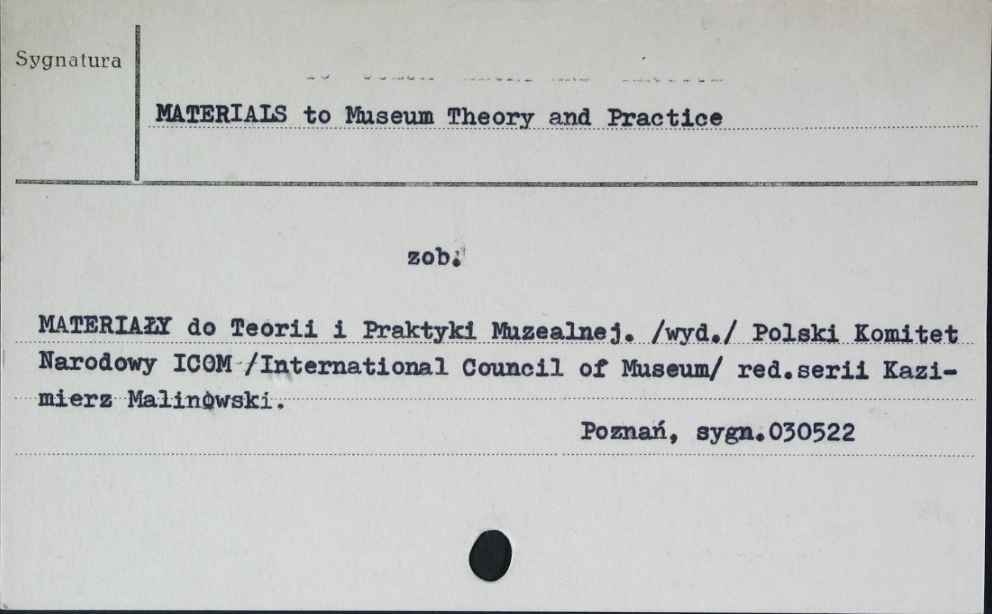 Sygnatura
MATERIALS to Museum Theory and Practice
zob.
MATERIAŁY do Teorii i Praktyki Muzealnej. /wyd./ Polski Komitet
Narodowy ICOM /International Council of Museum/ red.serii Kazi-
mierz Malinowski.
Poznań, sygn.030522